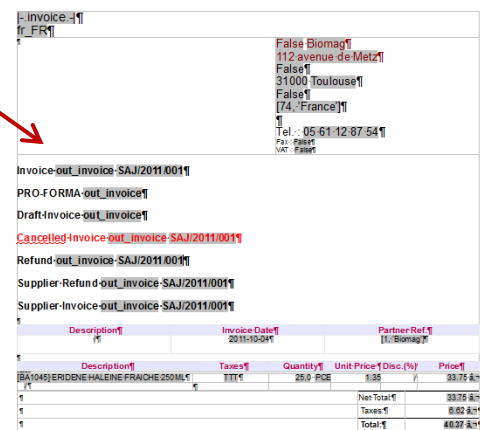 |-.invoice.-|¶
fr_FR¶
¶
False·Biomag¶
112·avenue·de·Metz¶
False¶
31000·Toulouse¶
False¶
[74,·'France']¶
¶
Tel.·:·05·61·12·87·54¶
Fax·:·False¶
VAT·:·False¶
Invoice·out_invoice··SAJ/2011/001¶
PRO-FORMA·out_invoice¶
Draft·Invoice·out_invoice¶
Cancelled·Invoice·out_invoice··SAJ/2011/001¶
Refund·out_invoice··SAJ/2011/001¶
Supplier·Refund·out_invoice··SAJ/2011/001¶
Supplier·Invoice·out_invoice··SAJ/2011/001¶
¶
Description¶ Invoice·Date¶ Partner·Ref.¶
/¶ 2011-10-04¶ [1,·'Biomag']¶
¶
Description¶ Taxes¶ Quantity¶ Unit·Price¶ Disc.(%)¶ Price¶
[BA1045]·ERIDENE·HALEINE·FRAICHE·250ML¶ TTT¶ 25.0··PCE 1.35 / 33.75
/¶ ¶
¶ Net·Total:¶ 33.75
¶ Taxes:¶ 6.62
¶ Total:¶ 40.37